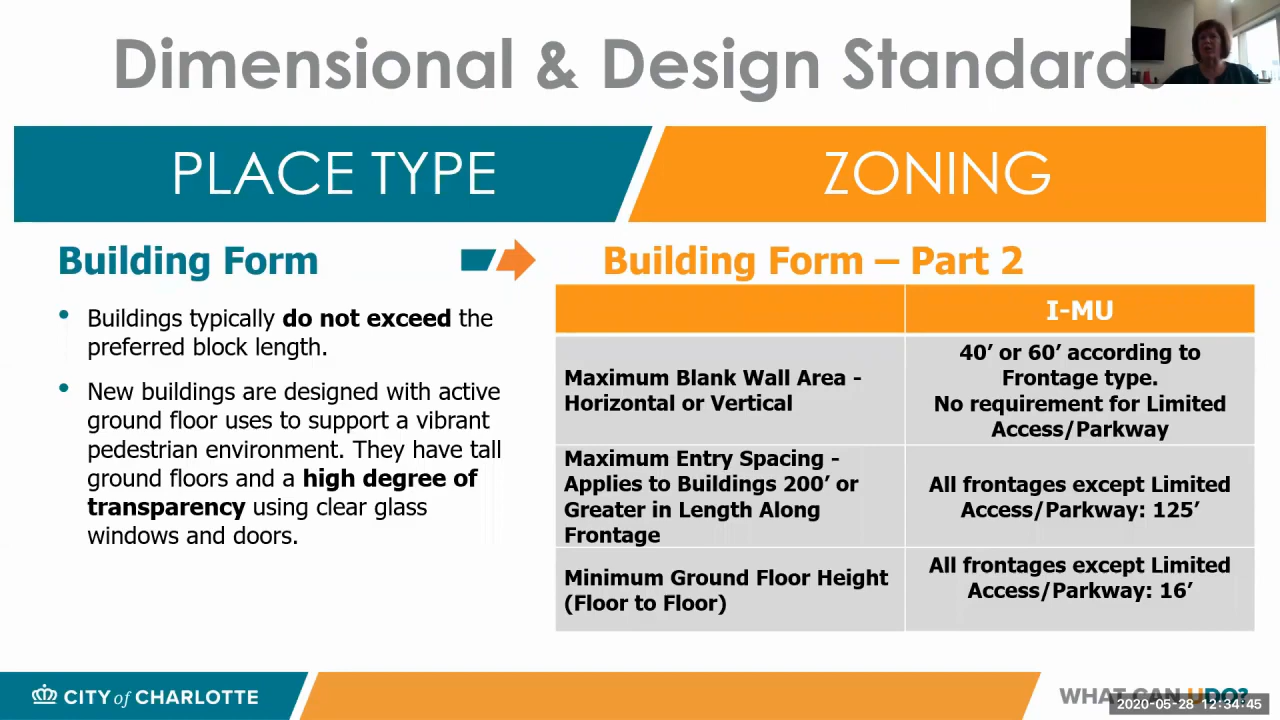 Dimensional & Design Standards
PLACE TYPE
ZONING
Building Form
• Buildings typically do not exceed the
preferred block length.
• New buildings are designed with active
ground floor uses to support a vibrant
pedestrian environment. They have tall
ground floors and a high degree of
transparency using clear glass
windows and doors.
Building Form – Part 2
I-MU
Maximum Blank Wall Area -
Horizontal or Vertical
40’ or 60’ according to
Frontage type.
No requirement for Limited
Access/Parkway
Maximum Entry Spacing -
Applies to Buildings 200’ or
Greater in Length Along
Frontage
All frontages except Limited
Access/Parkway: 125’
Minimum Ground Floor Height
(Floor to Floor)
All frontages except Limited
Access/Parkway: 16’
CITY of CHARLOTTE
WHAT CAN UDO?
2020-05-28 12:34:45